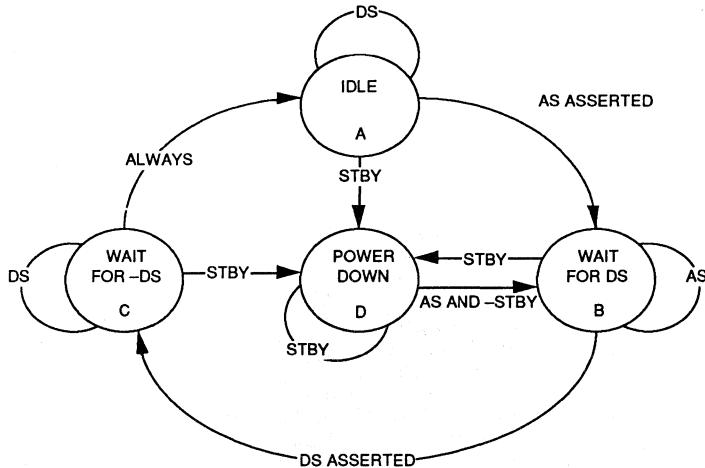 DS
IDLE
A
AS ASSERTED
ALWAYS
STBY
WAIT
FOR –DS
C
DS
STBY
POWER
DOWN
D
STBY
STBY
AS AND –STBY
WAIT
FOR DS
B
AS
DS ASSERTED